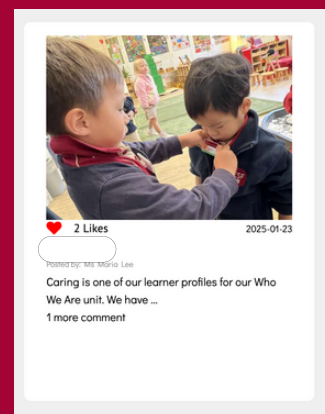 2 Likes 2025-01-23
Posted by: Ms Maria Lee
Caring is one of our learner profiles for our Who
We Are unit. We have ...
1 more comment